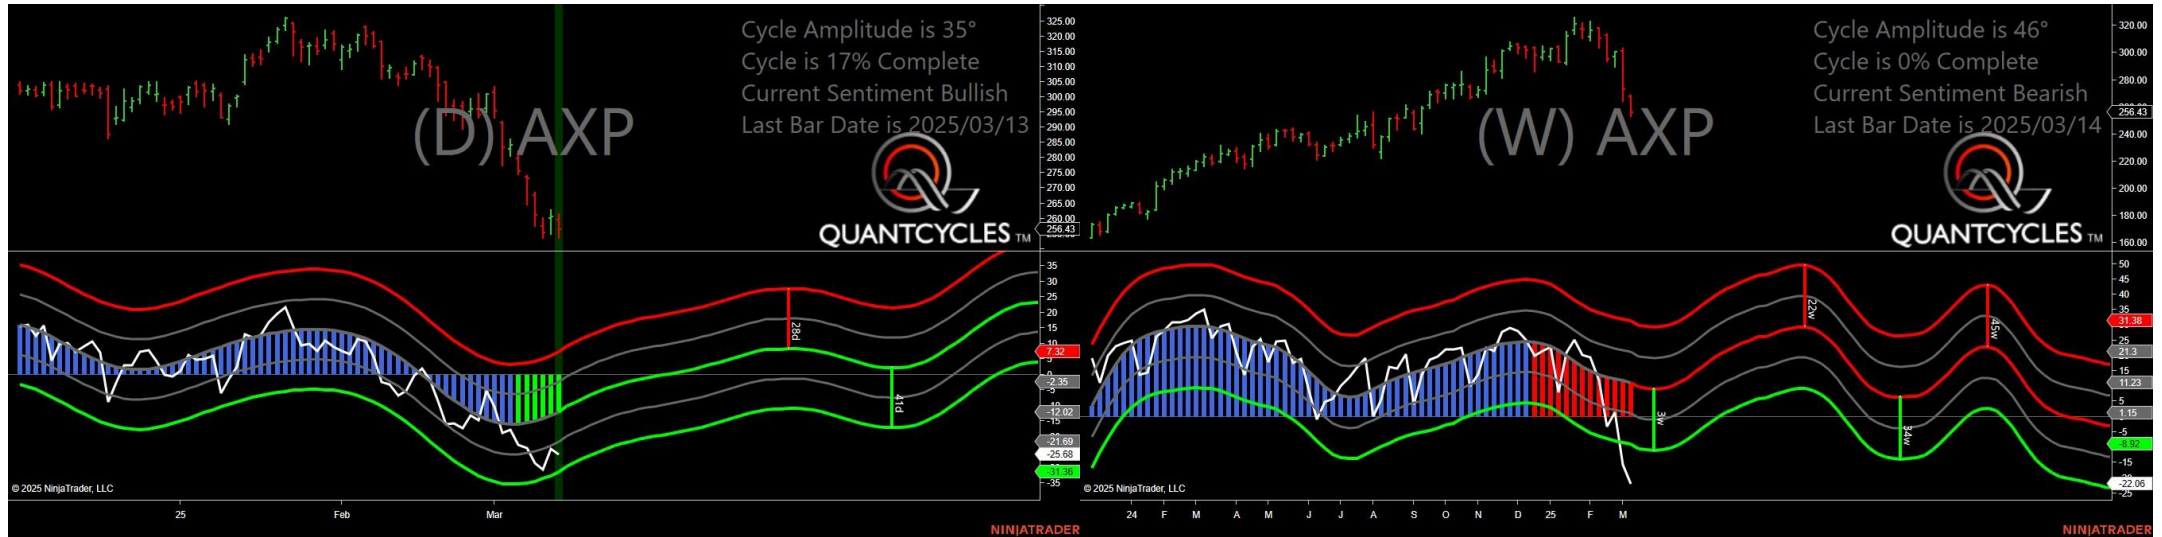 Cycle Amplitude is 35°
Cycle is 17% Complete
Current Sentiment Bullish
Last Bar Date is 2025/03/13
(D) AXP
QUANTCYCLES TM
325.00
320.00
315.00
310.00
305.00
300.00
295.00
290.00
285.00
280.00
275.00
270.00
265.00
260.00
256.43
35
30
25
20
15
10
7.32
-2.35
-5
-12.02
-15
-21.69
-25.68
-31.36
-35
28d
41d
© 2025 NinjaTrader, LLC
25
Feb
Mar
NINJATRADER
Cycle Amplitude is 46°
Cycle is 0% Complete
Current Sentiment Bearish
Last Bar Date is 2025/03/14
(W) AXP
QUANTCYCLES TM
320.00
300.00
280.00
256.43
240.00
220.00
200.00
180.00
160.00
50
45
40
35
31.38
25
21.3
15
11.23
5
1.15
-5
-8.92
-15
-22.06
-25
22w
45w
3w
34w
© 2025 NinjaTrader, LLC
24
F
M
A
M
J
J
A
S
O
N
D
25
F
M
NINJATRADER